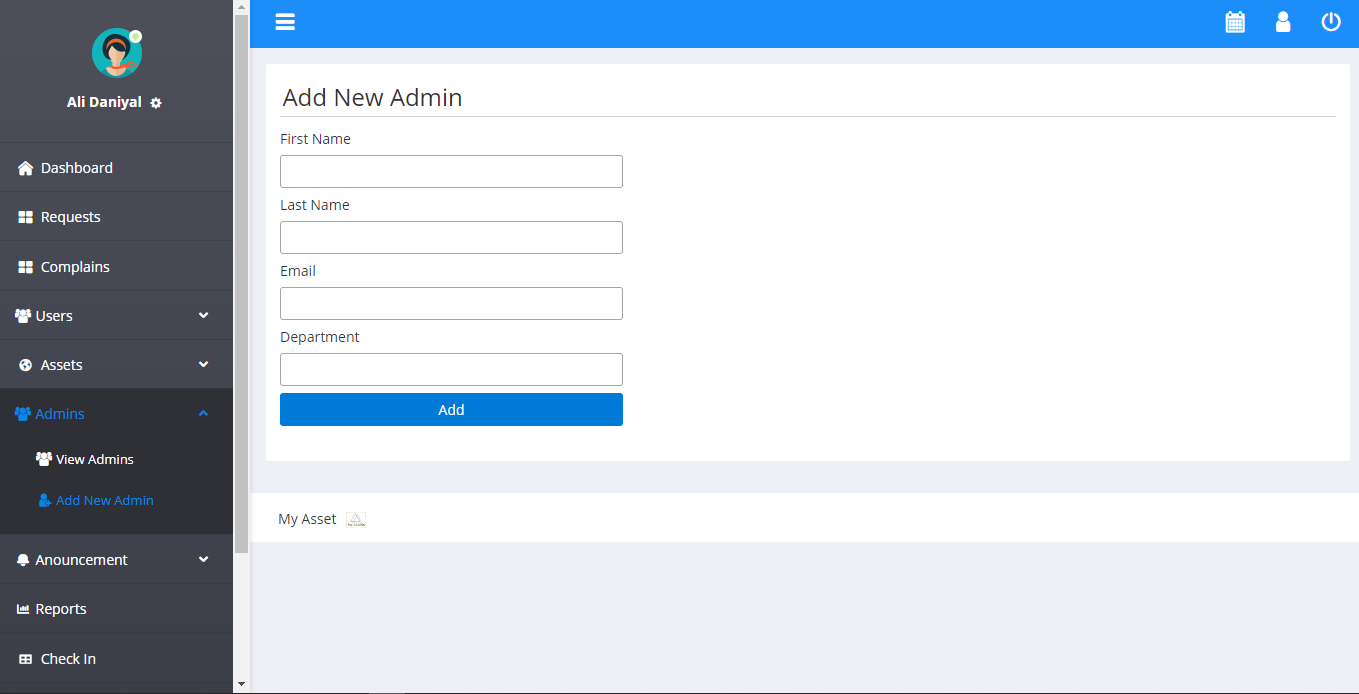 Ali Daniyal
Dashboard
Requests
Complains
Users
Assets
Admins
View Admins
Add New Admin
Anouncement
Reports
Check In
Add New Admin
First Name
Last Name
Email
Department
Add
My Asset